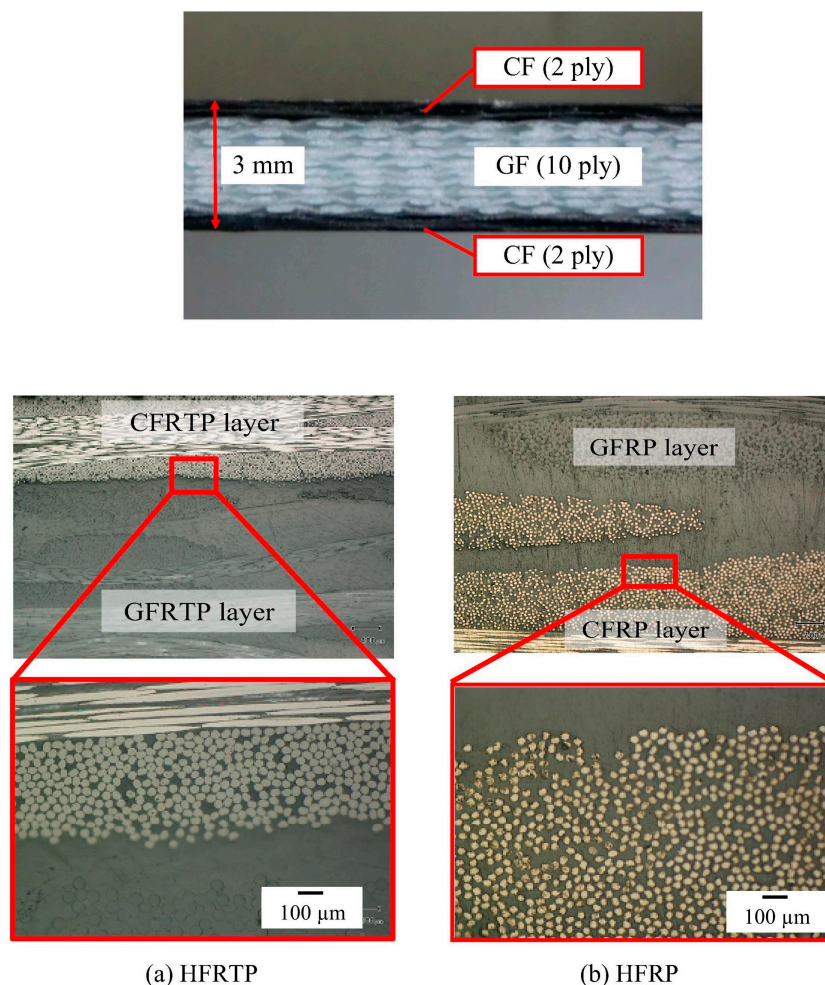 CF (2 ply)
3 mm
GF (10 ply)
CF (2 ply)
CFRTP layer
GFRTP layer
GFRP layer
CFRP layer
100 µm
100 µm
(a) HFRTP
(b) HFRP